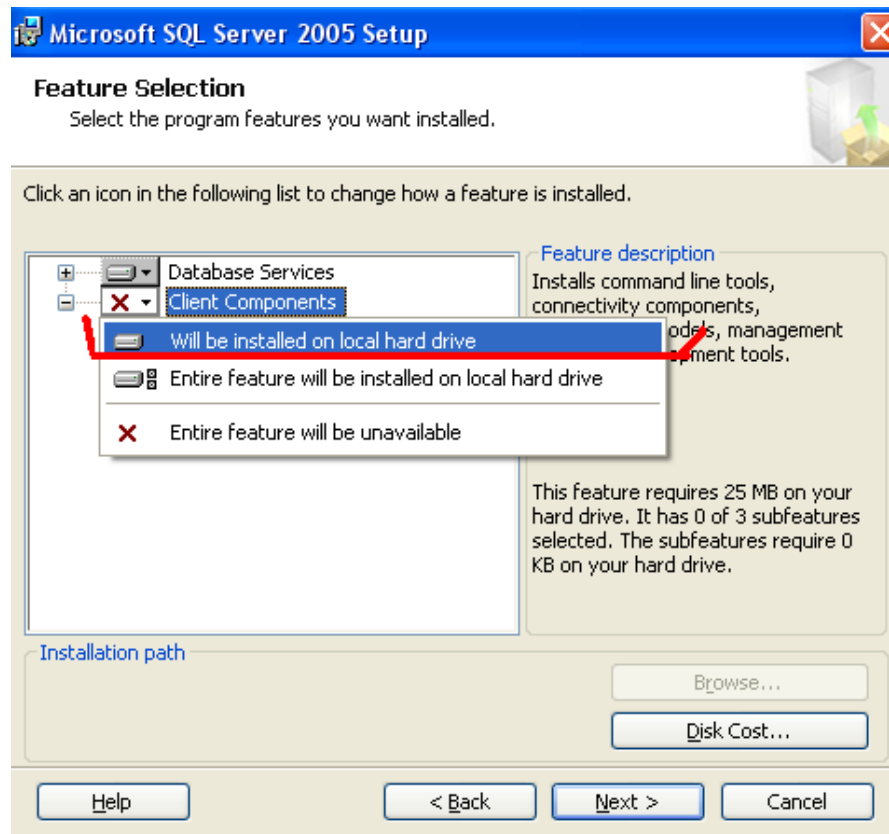 Microsoft SQL Server 2005 Setup
Feature Selection
Select the program features you want installed.
Click an icon in the following list to change how a feature is installed.
Database Services
Client Components
Will be installed on local hard drive
Entire feature will be installed on local hard drive
Entire feature will be unavailable
Feature description
Installs command line tools,
connectivity components,
management
tools.
This feature requires 25 MB on your
hard drive. It has 0 of 3 subfeatures
selected. The subfeatures require 0
KB on your hard drive.
Installation path
Browse...
Disk Cost...
Help
< Back
Next >
Cancel